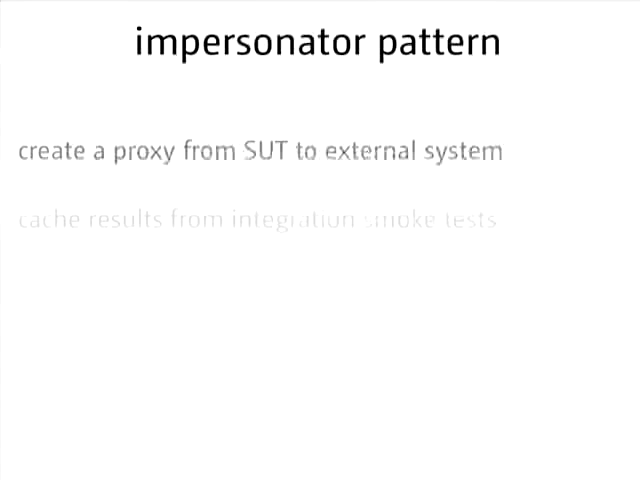 impersonator pattern
create a proxy from SUT to external system
cache results from integration smoke tests